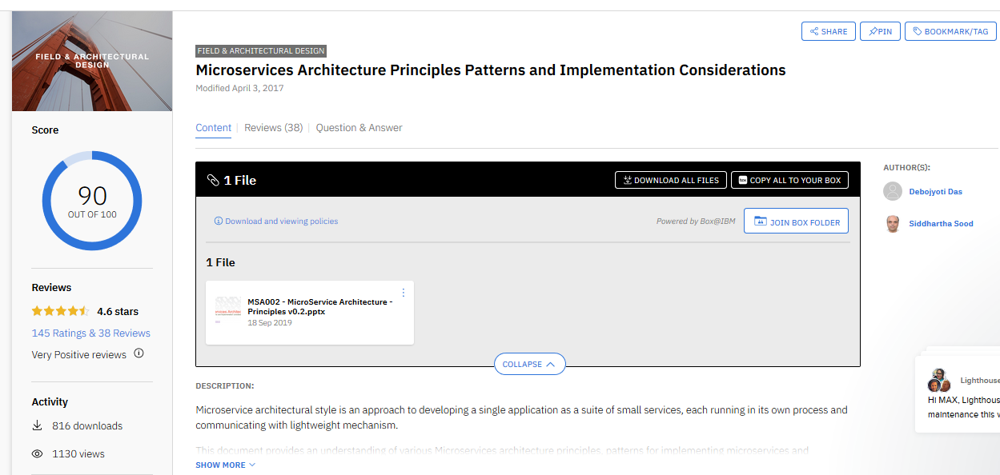 SHARE
PIN
BOOKMARK/TAG
FIELD & ARCHITECTURAL
DESIGN
FIELD & ARCHITECTURAL DESIGN
Microservices Architecture Principles Patterns and Implementation Considerations
Modified April 3, 2017
Content | Reviews (38) | Question & Answer
Score
90
OUT OF 100
Reviews
4.6 stars
145 Ratings & 38 Reviews
Very Positive reviews
Activity
816 downloads
1130 views
1 File
DOWNLOAD ALL FILES
box COPY ALL TO YOUR BOX
Download and viewing policies
Powered by Box@IBM
JOIN BOX FOLDER
1 File
MSA002 - MicroService Architecture -
Principles v0.2.pptx
18 Sep 2019
COLLAPSE
DESCRIPTION:
Microservice architectural style is an approach to developing a single application as a suite of small services, each running in its own process and
communicating with lightweight mechanism.
This document provides an understanding of various Microservices architecture principles, patterns for implementing microservices and
SHOW MORE
AUTHOR(S):
Debojyoti Das
Siddhartha Sood
Lighthouse
Hi MAX, Lighthous
maintenance this w